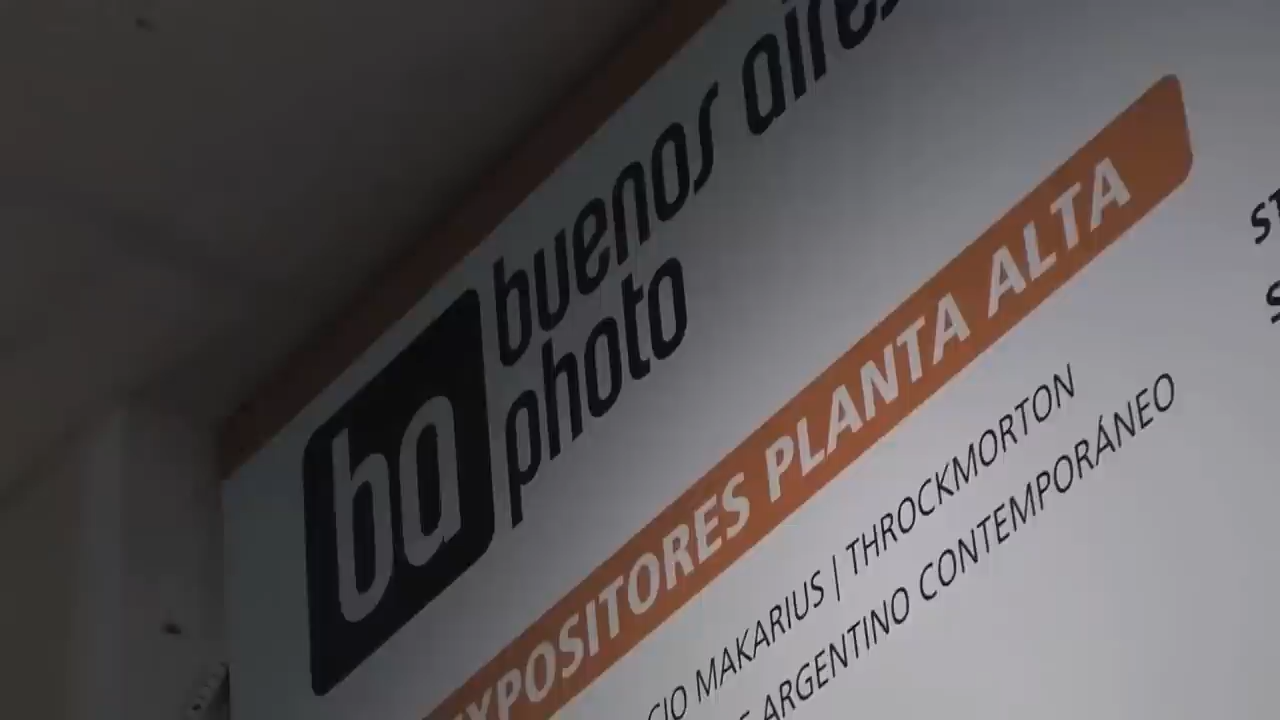 ba
buenos aires
photo
EXPOSITORES PLANTA ALTA
MAKARIUS | THROCKMORTON
ARGENTINO CONTEMPORÁNEO